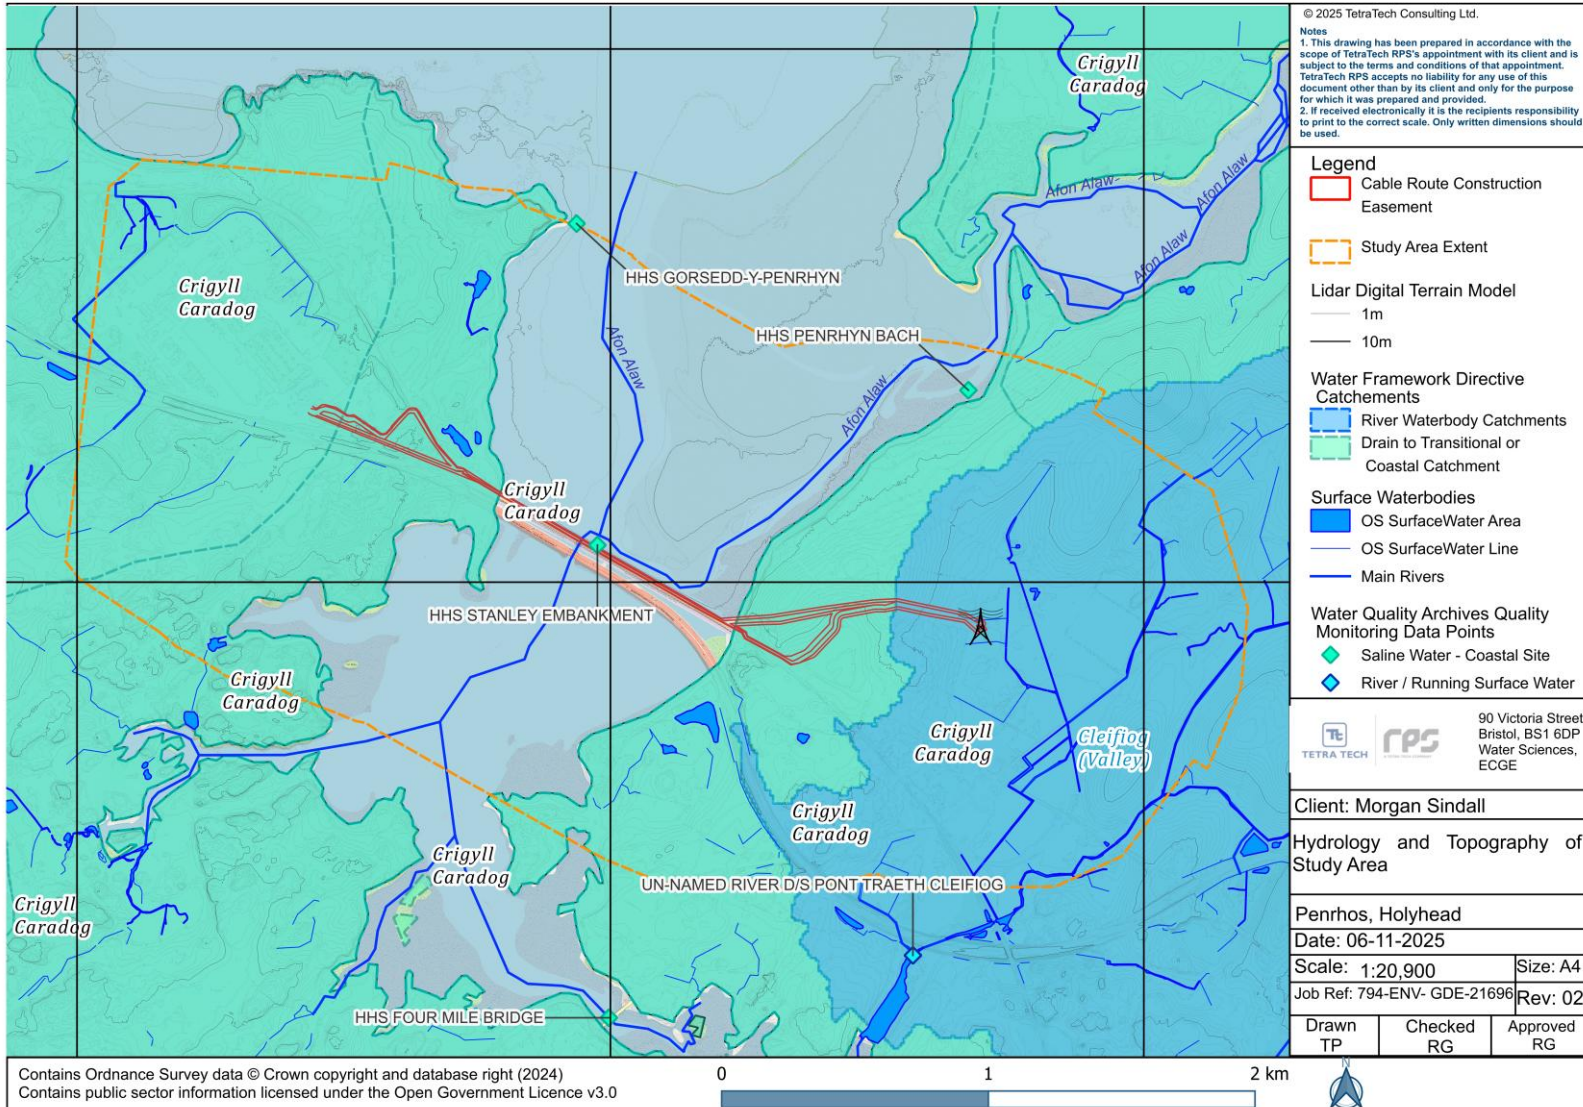 Crigyll
Caradog
Afon Alaw
Afon Alaw
Afon Alaw
Crigyll
Caradog
HHS GORSEDD-Y-PENRHYN
HHS PENRHYN BACH
Afon Alaw
Afon Alaw
Crigyll
Caradog
HHS STANLEY EMBANKMENT
Crigyll
Caradog
Crigyll
Caradog
Cleifiog
(Valley)
Crigyll
Caradog
Crigyll
Caradog
UN-NAMED RIVER D/S PONT TRAETH CLEIFIOG
Crigyll
Caradog
HHS FOUR MILE BRIDGE
© 2025 TetraTech Consulting Ltd.
Notes
1. This drawing has been prepared in accordance with the
scope of TetraTech RPS's appointment with its client and is
subject to the terms and conditions of that appointment.
TetraTech RPS accepts no liability for any use of this
document other than by its client and only for the purpose
for which it was prepared and provided.
2. If received electronically it is the recipients responsibility
to print to the correct scale. Only written dimensions should
be used.
Legend
Cable Route Construction
Easement
Study Area Extent
Lidar Digital Terrain Model
1m
10m
Water Framework Directive
Catchements
River Waterbody Catchments
Drain to Transitional or
Coastal Catchment
Surface Waterbodies
OS SurfaceWater Area
OS SurfaceWater Line
Main Rivers
Water Quality Archives Quality
Monitoring Data Points
Saline Water - Coastal Site
River / Running Surface Water
TETRA TECH
rps
90 Victoria Street
Bristol, BS1 6DP
Water Sciences,
ECGE
Client: Morgan Sindall
Hydrology and Topography of
Study Area
Penrhos, Holyhead
Date: 06-11-2025
Scale: 1:20,900
Size: A4
Job Ref: 794-ENV- GDE-21696
Rev: 02
Drawn
TP
Checked
RG
Approved
RG
Contains Ordnance Survey data © Crown copyright and database right (2024)
Contains public sector information licensed under the Open Government Licence v3.0
0 1 2 km
N